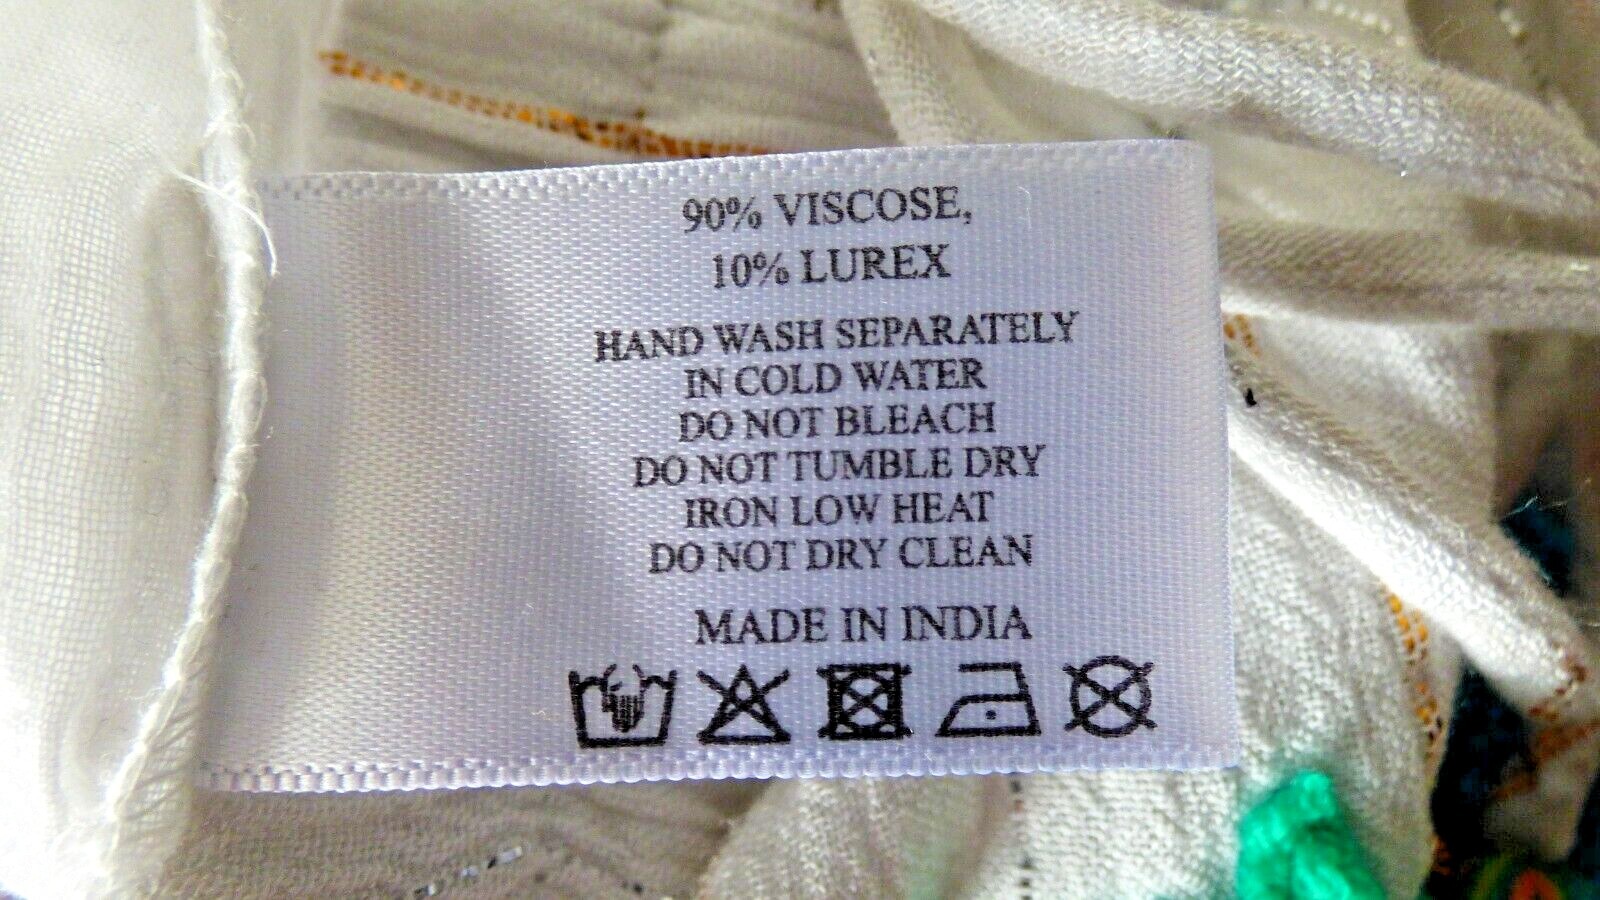 90% VISCOSE,
10% LUREX
HAND WASH SEPARATELY
IN COLD WATER
DO NOT BLEACH
DO NOT TUMBLE DRY
IRON LOW HEAT
DO NOT DRY CLEAN
MADE IN INDIA